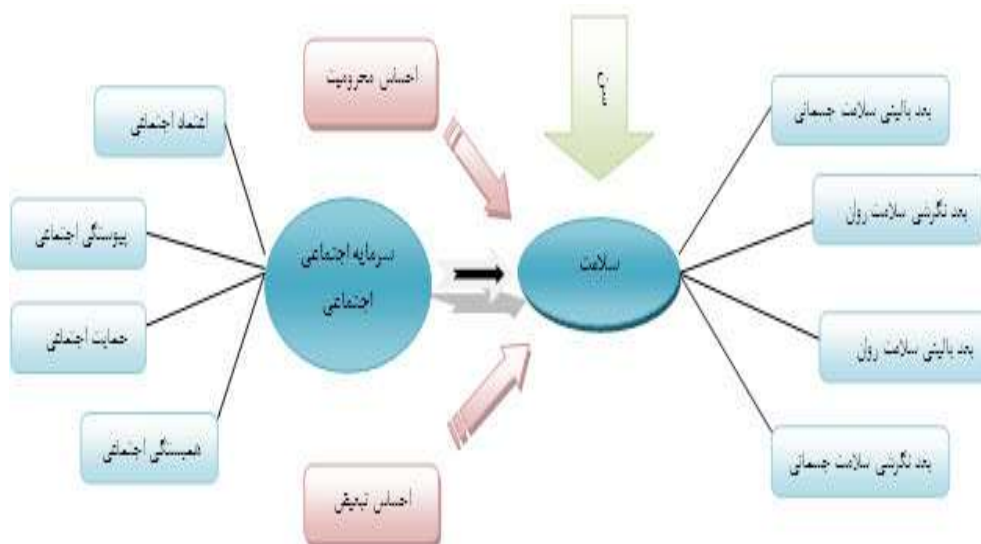 احساس محرومیت
اعتماد اجتماعی
پیوستگی اجتماعی
حمایت اجتماعی
همبستگی اجتماعی
سرمایه اجتماعی
اجتماعی
احساس تبعیض
سلامت
بعد بالینی سلامت جسمانی
بعد نگرشی سلامت روان
بعد بالینی سلامت روان
بعد نگرشی سلامت جسمانی